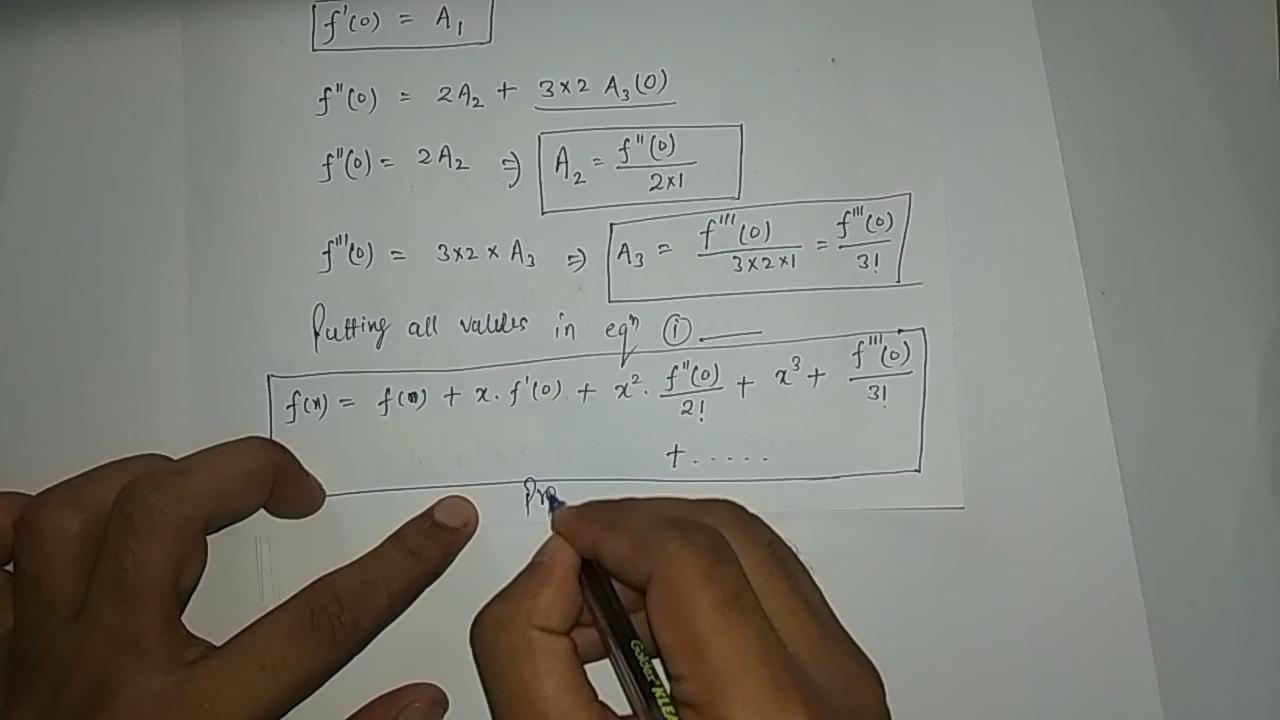 f'(0) = A₁
f''(0) = 2A₂ + 3×2 A₃(0)
f''(0) = 2A₂ ⇒ A₂ = f''(0) / 2×1
f'''(0) = 3×2×A₃ ⇒ A₃ = f'''(0) / 3×2×1 = f'''(0) / 3!
Putting all values in eqⁿ ① —
f(x) = f(0) + x. f'(0) + x². f''(0) / 2! + x³ + f'''(0) / 3!
+ .....
Pro